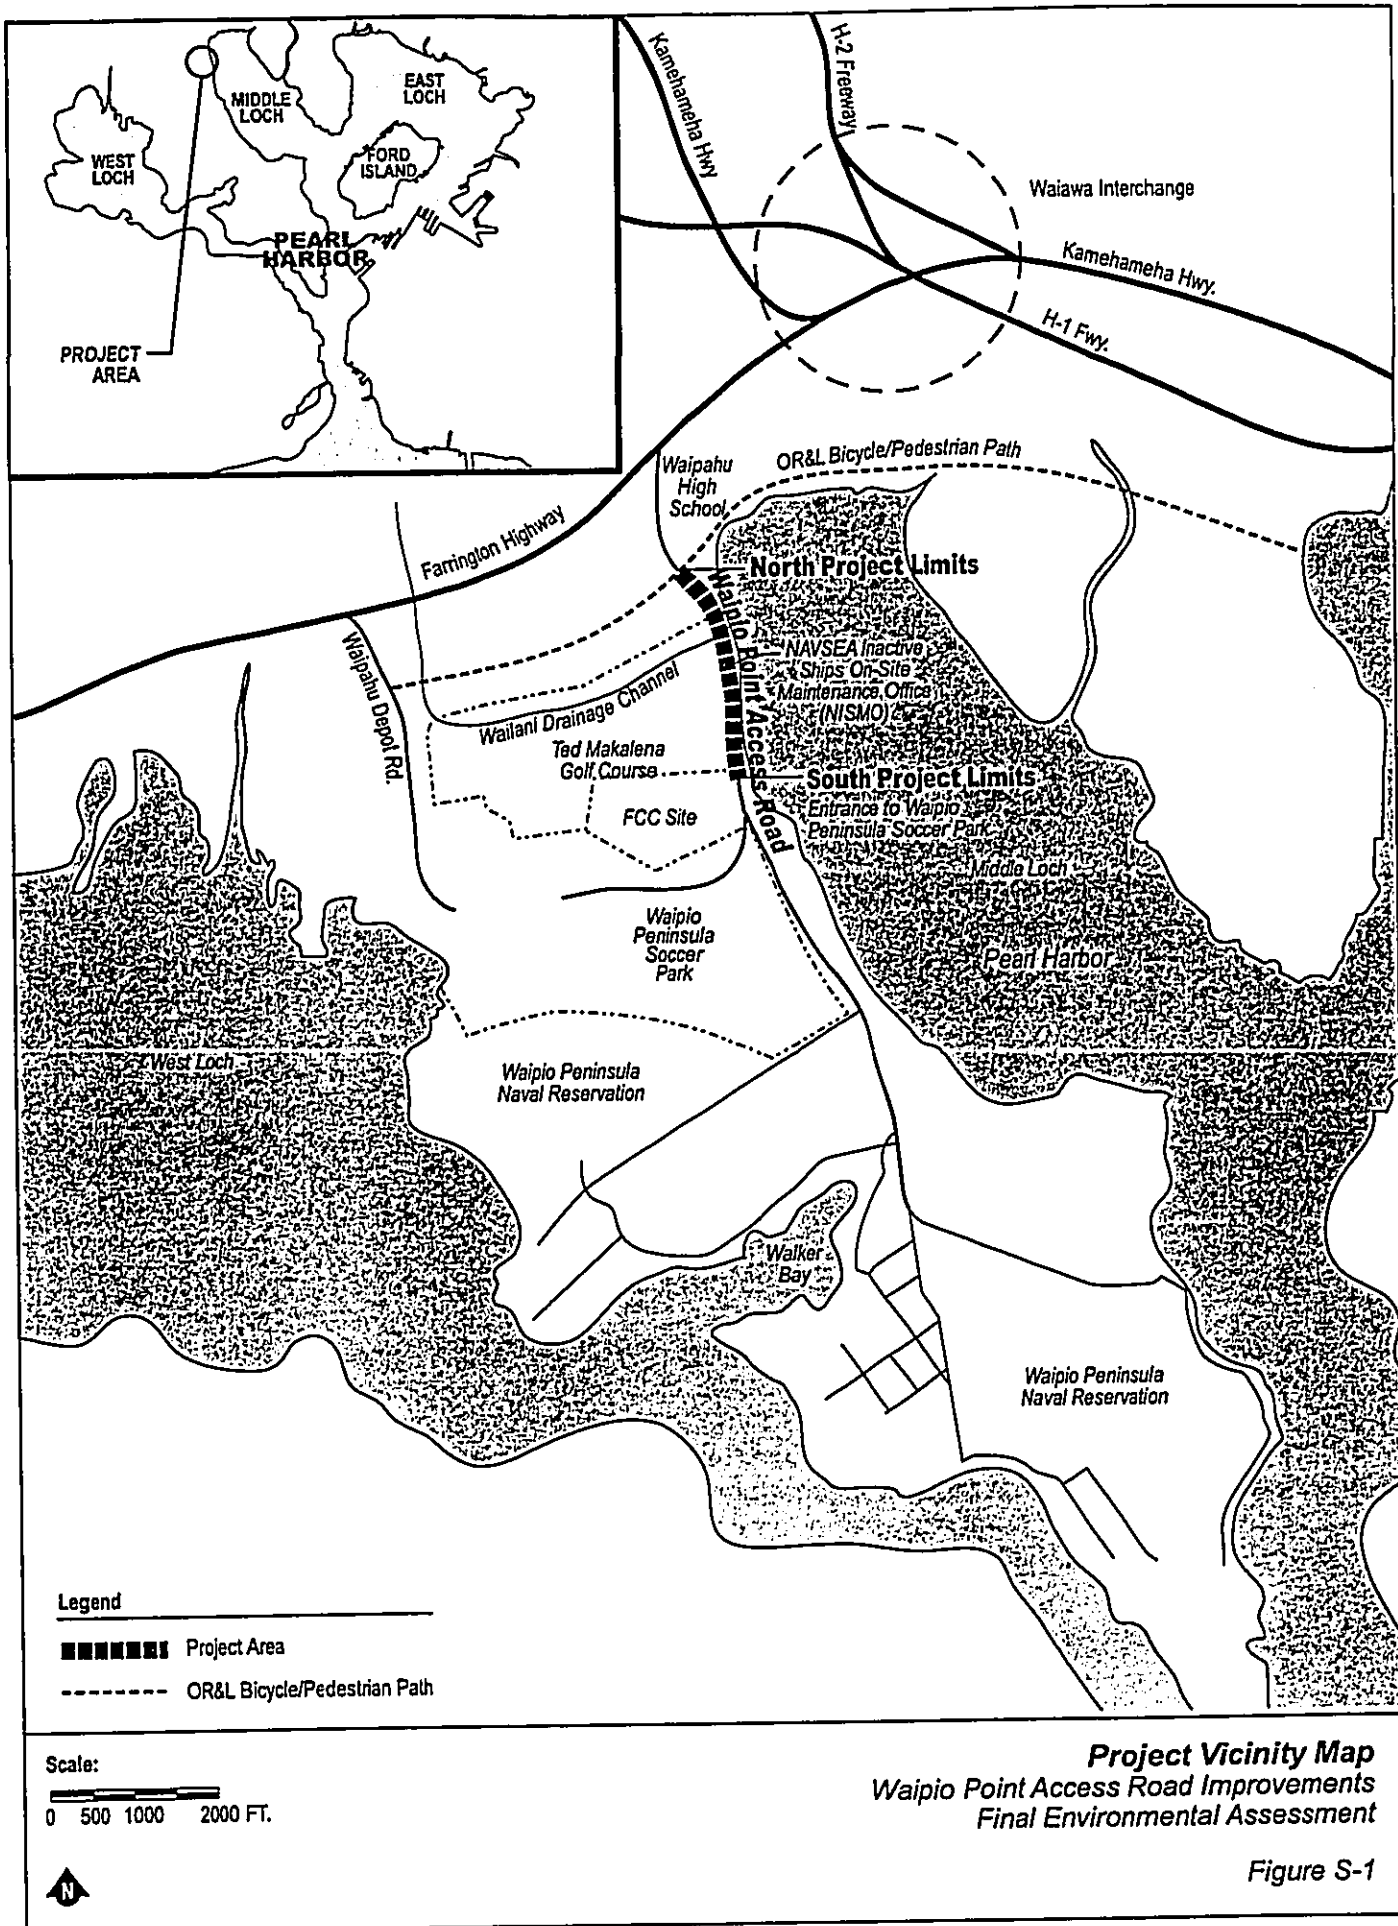 MIDDLE
LOCH
EAST
LOCH
WEST
LOCH
FORD
ISLAND
PEARL
HARBOR
PROJECT
AREA
Kamehameha Hwy
H-2 Freeway
Waiawa Interchange
Kamehameha Hwy.
H-1 Fwy.
OR&L Bicycle/Pedestrian Path
Waipahu
High
School
Farrington Highway
North Project Limits
Waipio Point Access Road
NAVSEA Inactive
Ships On-Site
Maintenance Office
(NISMO)
Waipahu Depot Rd.
Wailani Drainage Channel
Ted Makalena
Golf Course
South Project Limits
Entrance to Waipio
Peninsula Soccer Park
FCC Site
Middle Loch
Waipio
Peninsula
Soccer
Park
Pearl Harbor
West Loch
Waipio Peninsula
Naval Reservation
Walker
Bay
Waipio Peninsula
Naval Reservation
Legend
Project Area
OR&L Bicycle/Pedestrian Path
Scale:
0 500 1000 2000 FT.
N
Project Vicinity Map
Waipio Point Access Road Improvements
Final Environmental Assessment
Figure S-1